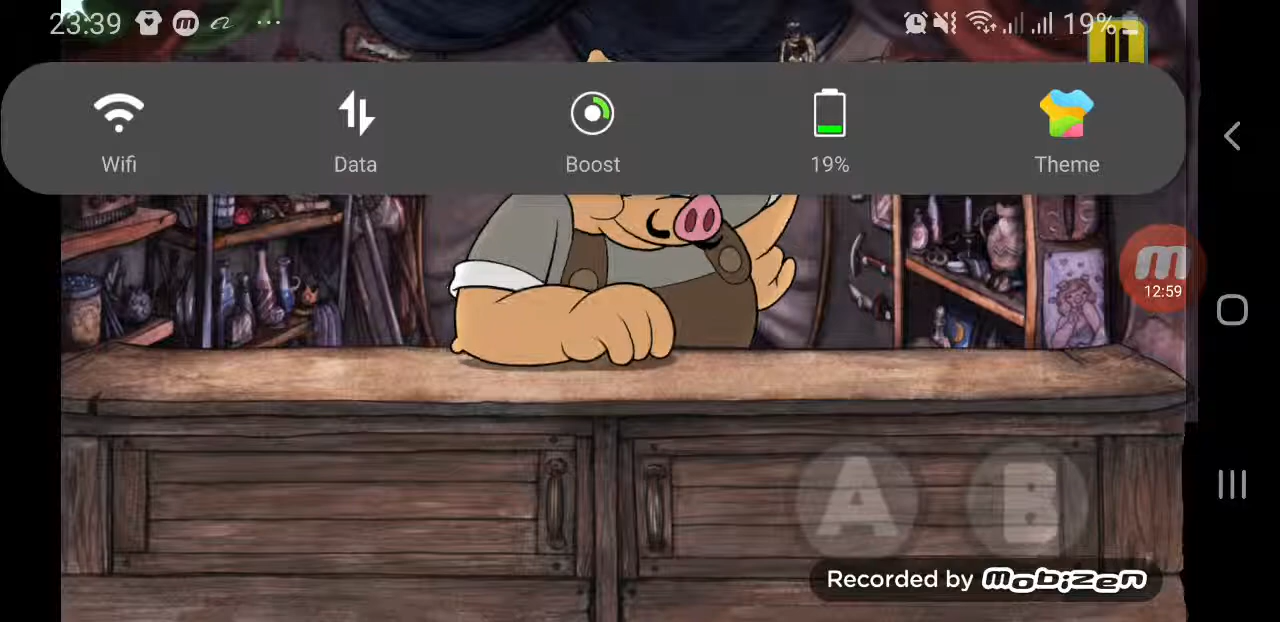 23:39
19%
Wifi
Data
Boost
19%
Theme
m
12:59
A
B
Recorded by mobizen